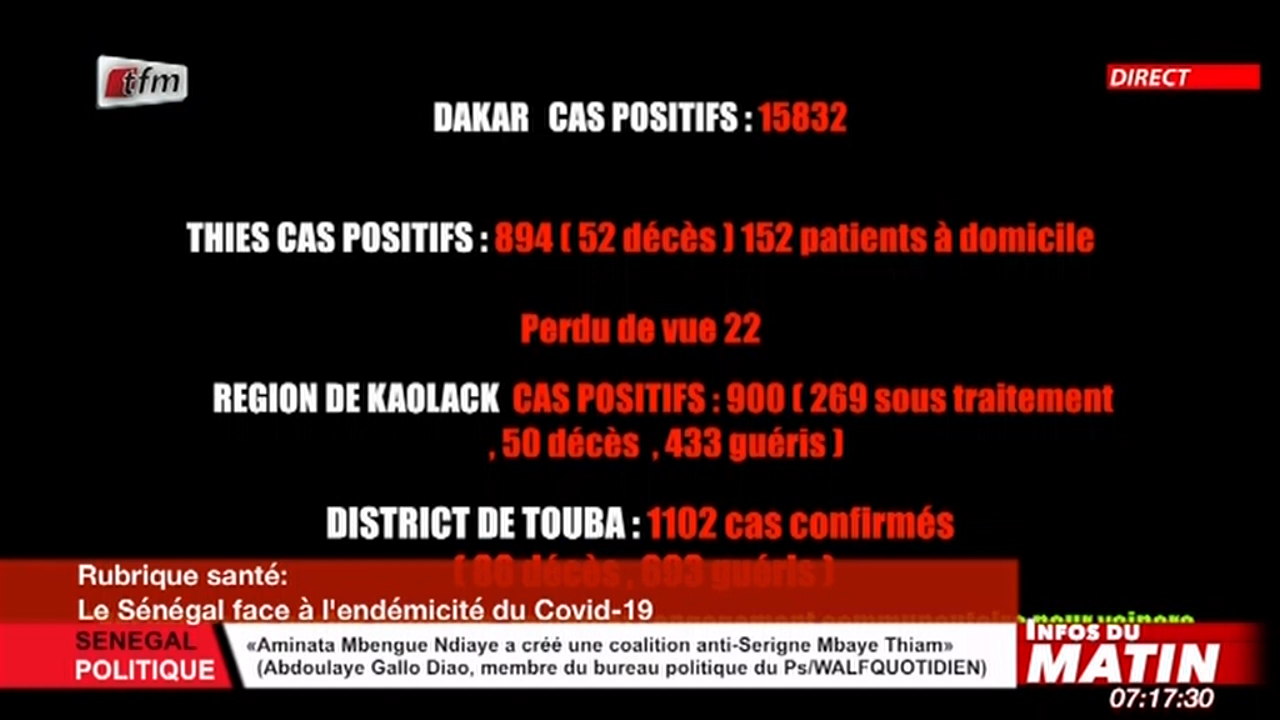 tfm
DIRECT
DAKAR CAS POSITIFS : 15832
THIES CAS POSITIFS : 894 ( 52 décès ) 152 patients à domicile
Perdu de vue 22
REGION DE KAOLACK CAS POSITIFS : 900 ( 269 sous traitement
, 50 décès , 433 guéris )
DISTRICT DE TOUBA : 1102 cas confirmés
décès , guéris )
Rubrique santé:
Le Sénégal face à l'endémicité du Covid-19
SENEGAL
POLITIQUE
«Aminata Mbengue Ndiaye a créé une coalition anti-Serigne Mbaye Thiam»
(Abdoulaye Gallo Diao, membre du bureau politique du Ps/WALFQUOTIDIEN)
INFOS DU
MATIN
07:17:30